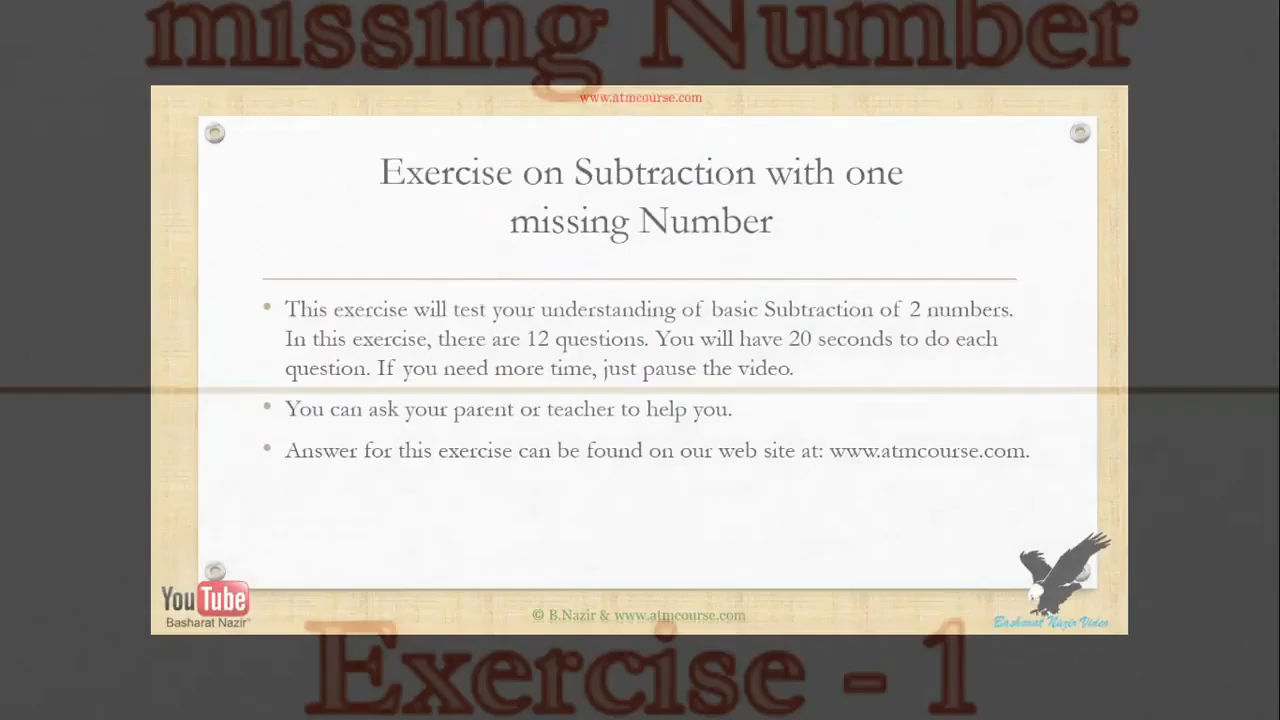 missing Number
www.atmcourse.com
Exercise on Subtraction with one
missing Number
• This exercise will test your understanding of basic Subtraction of 2 numbers.
In this exercise, there are 12 questions. You will have 20 seconds to do each
question. If you need more time, just pause the video.
• You can ask your parent or teacher to help you.
• Answer for this exercise can be found on our web site at: www.atmcourse.com.
YouTube
Basharat Nazir
© B.Nazir & www.atmcourse.com
Basharat Nazir Video
Exercise - 1